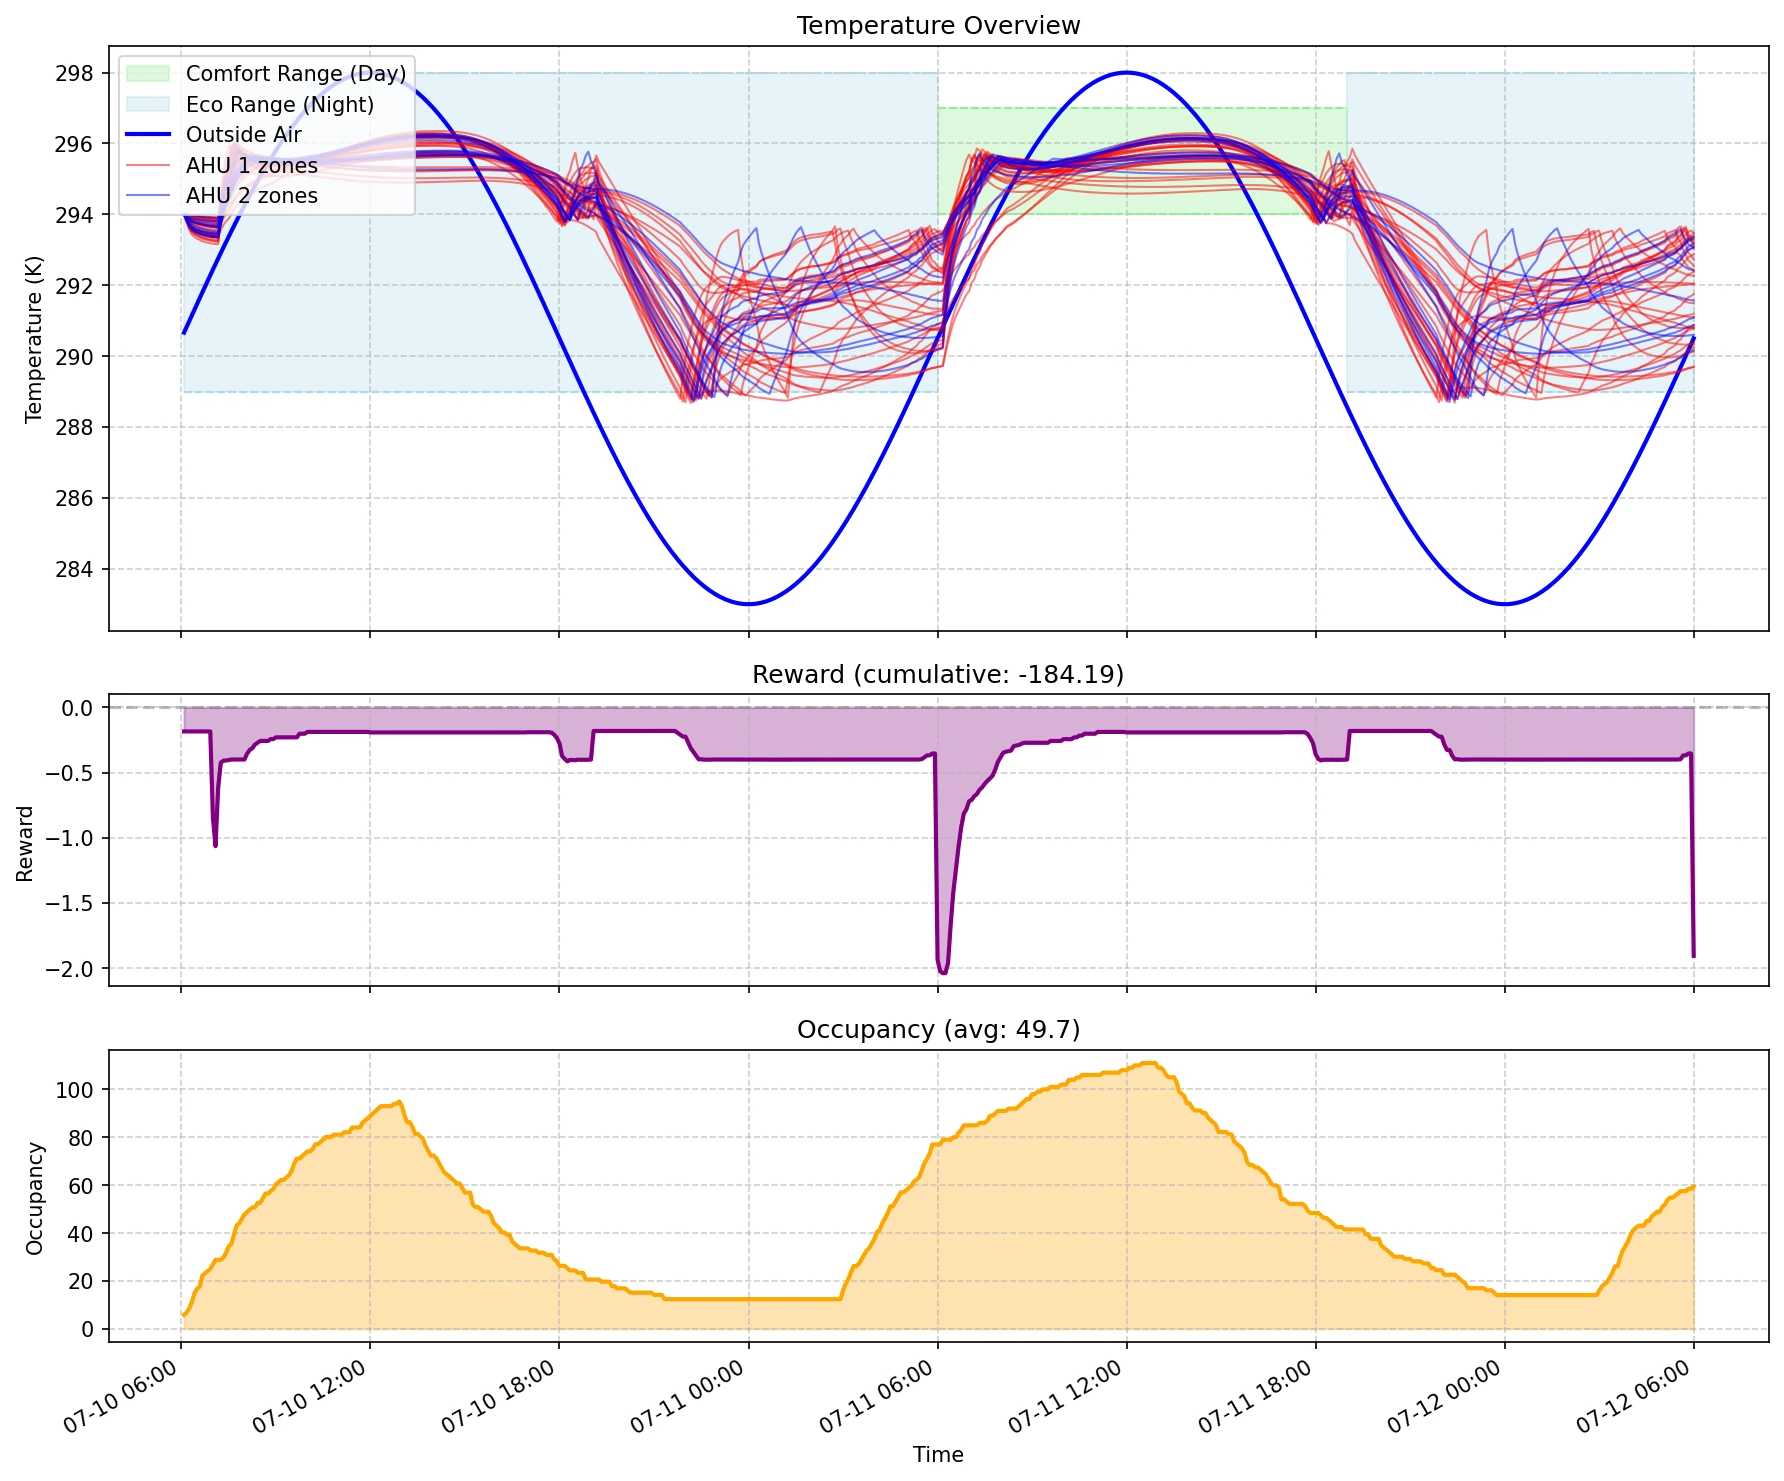 Temperature Overview
Comfort Range (Day)
Eco Range (Night)
Outside Air
AHU 1 zones
AHU 2 zones
298
296
294
292
290
288
286
284
Temperature (K)
Reward (cumulative: -184.19)
0.0
−0.5
−1.0
−1.5
−2.0
Reward
Occupancy (avg: 49.7)
100
80
60
40
20
0
Occupancy
07-10 06:00
07-10 12:00
07-10 18:00
07-11 00:00
07-11 06:00
07-11 12:00
07-11 18:00
07-12 00:00
07-12 06:00
Time